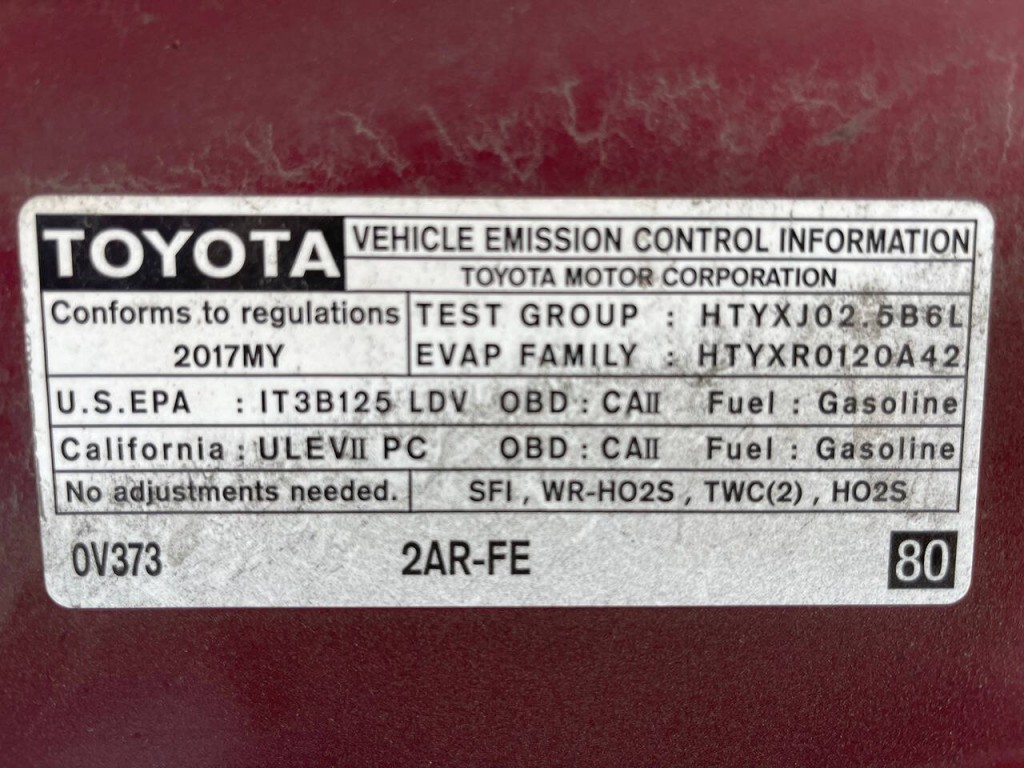 TOYOTA VEHICLE EMISSION CONTROL INFORMATION
TOYOTA MOTOR CORPORATION
Conforms to regulations
2017MY
TEST GROUP : HTYXJ02.5B6L
EVAP FAMILY : HTYXR0120A42
U.S.EPA : IT3B125 LDV OBD : CAII Fuel : Gasoline
California : ULEVII PC OBD : CAII Fuel : Gasoline
No adjustments needed. SFI , WR-HO2S , TWC(2) , HO2S
0V373 2AR-FE 80